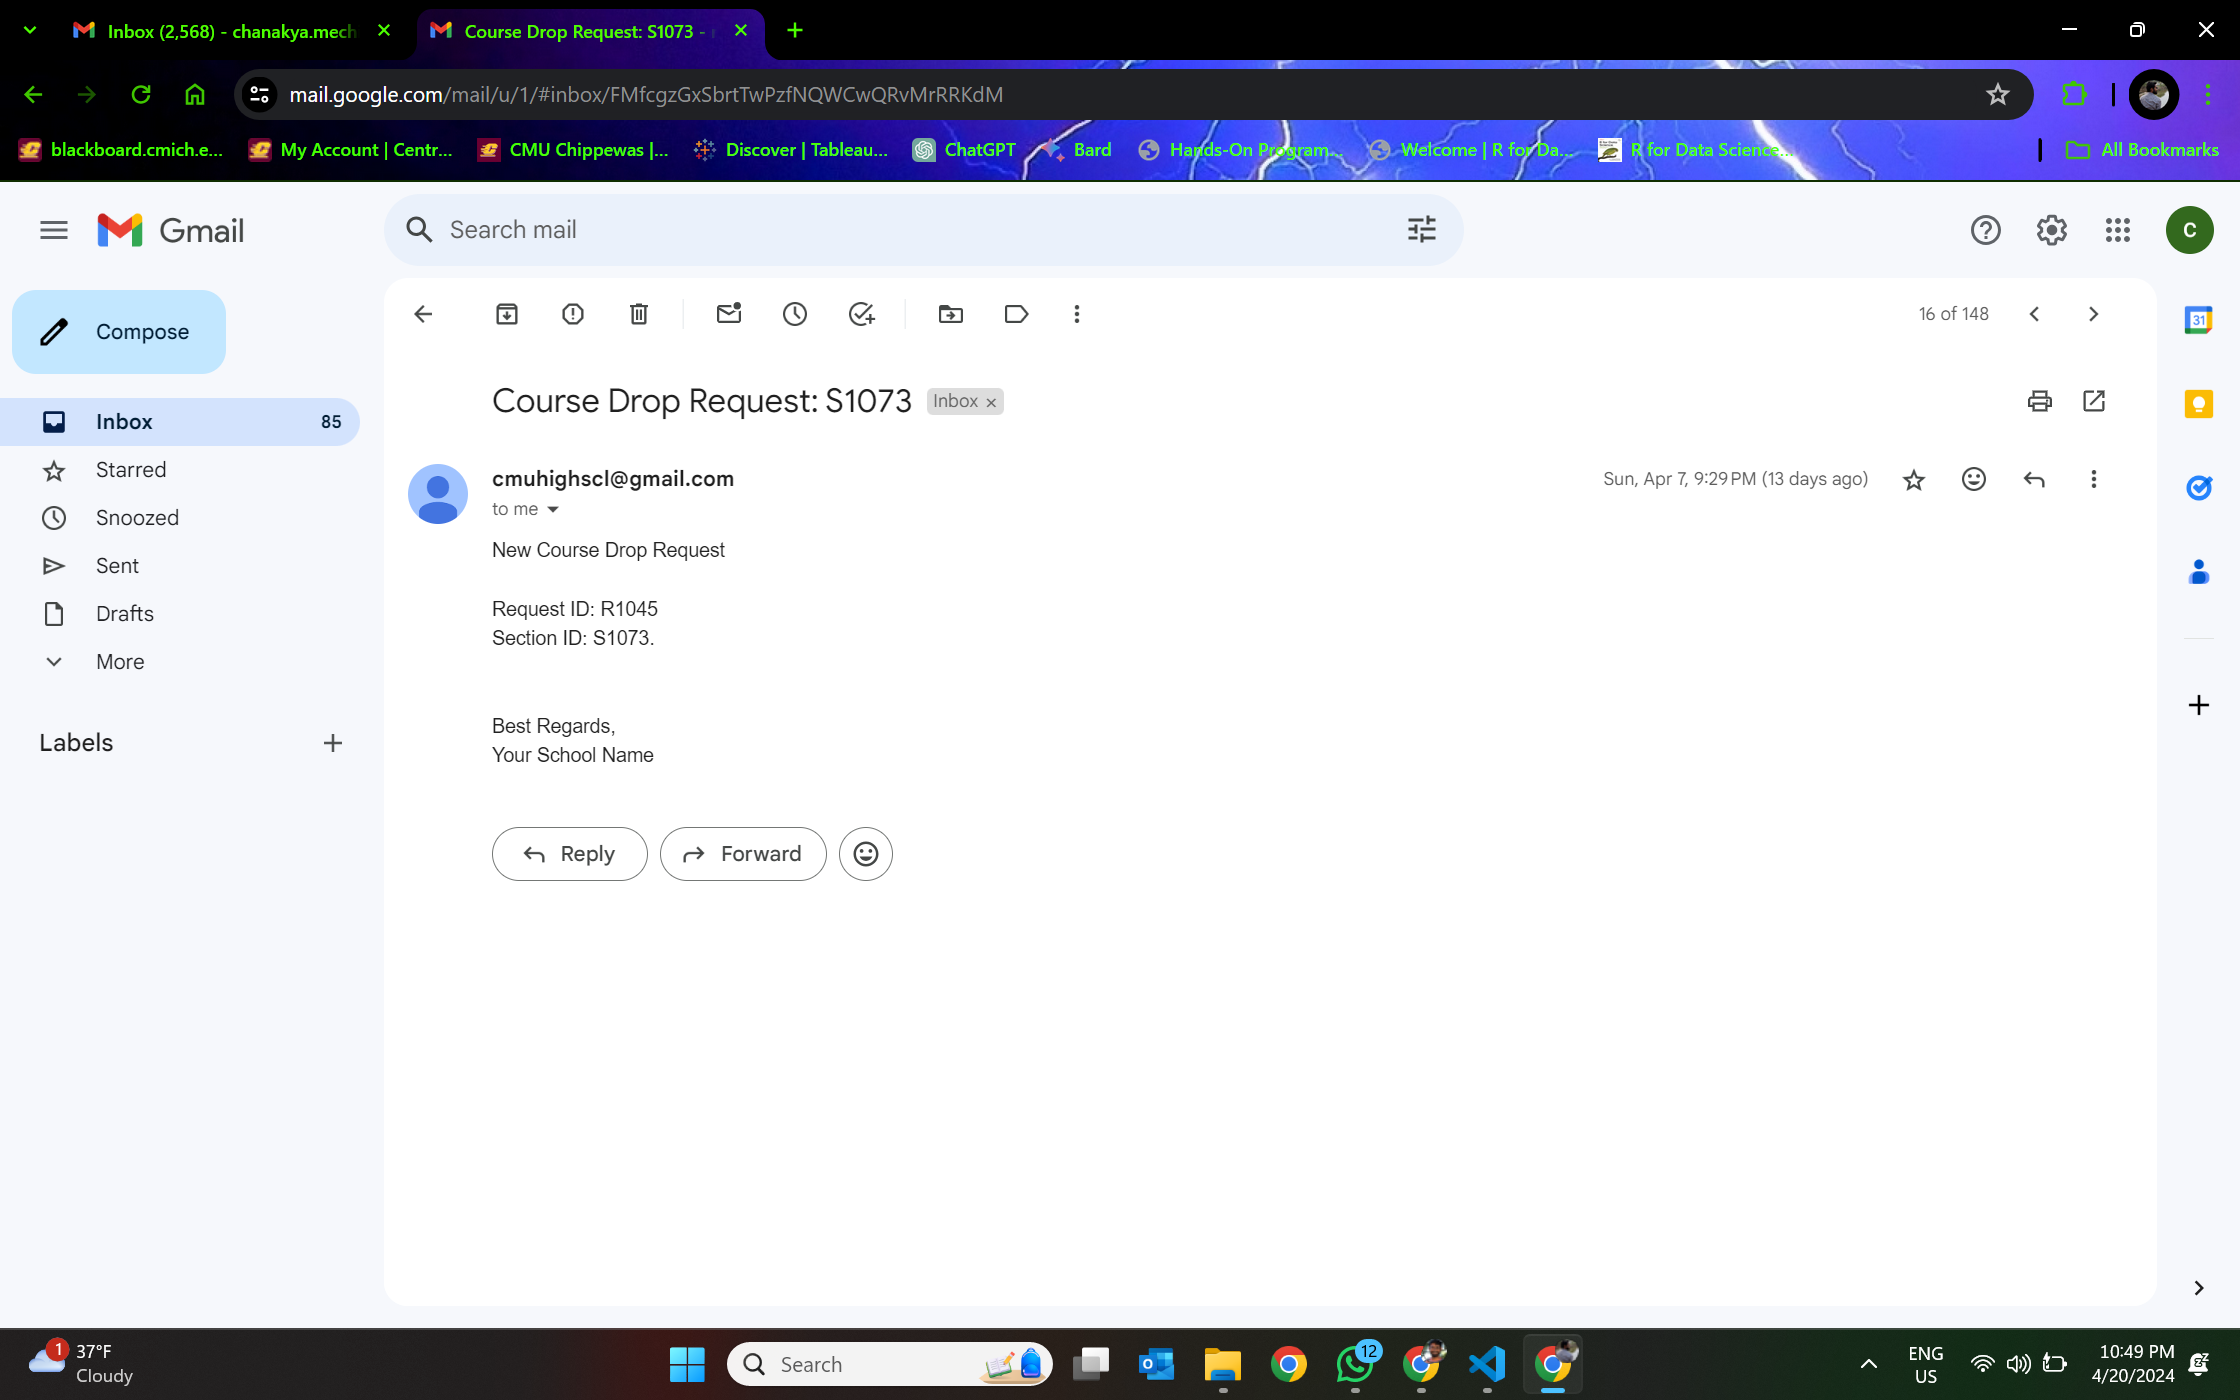 Inbox (2,568) - chanakya.mech
Course Drop Request: S1073 -
mail.google.com/mail/u/1/#inbox/FMfcgzGxSbrtTwPzfNQWCwQRvMrRRKdM
blackboard.cmich.e... My Account | Centr... CMU Chippewas |... Discover | Tableau... ChatGPT Bard Hands-On Program... Welcome | R for Da... R for Data Science... All Bookmarks
Gmail
Search mail
C
Compose
16 of 148
31
Course Drop Request: S1073 Inbox ×
Inbox 85
Starred
Snoozed
Sent
Drafts
More
Labels
cmuhighscl@gmail.com
Sun, Apr 7, 9:29 PM (13 days ago)
to me
New Course Drop Request
Request ID: R1045
Section ID: S1073.
Best Regards,
Your School Name
Reply
Forward
1
37°F
Cloudy
Search
12
ENG
US
10:49 PM
4/20/2024